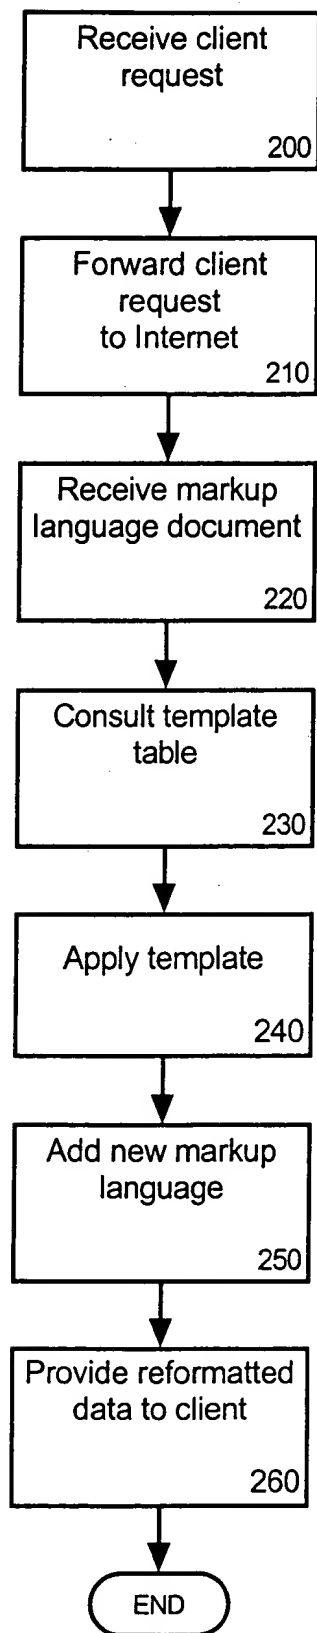 Receive client
request
200
Forward client
request
to Internet
210
Receive markup
language document
220
Consult template
table
230
Apply template
240
Add new markup
language
250
Provide reformatted
data to client
260
END